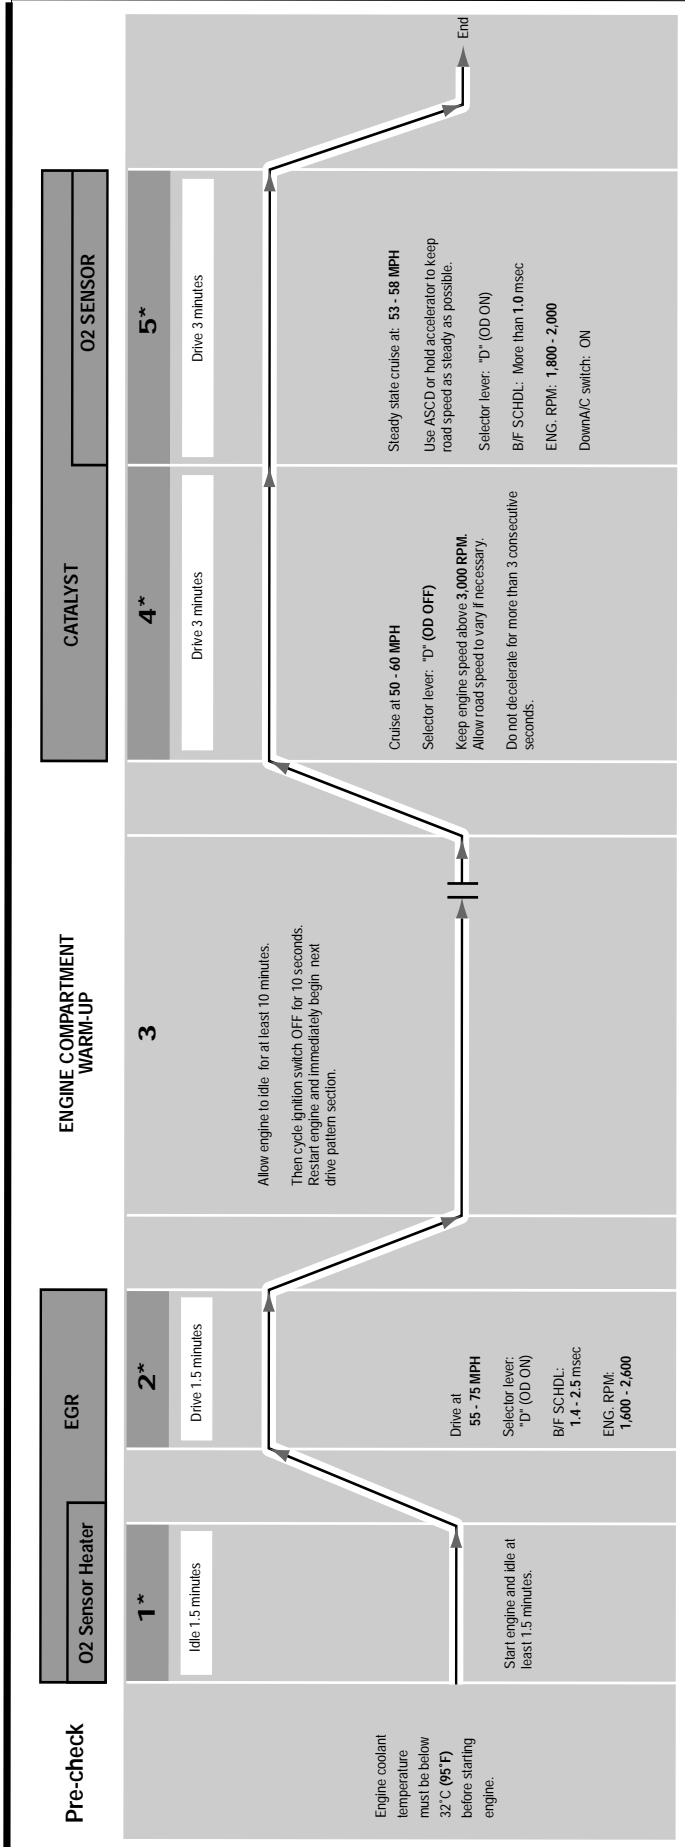 Pre-check
Engine coolant
temperature
must be below
32˚C (95˚F)
before starting
engine.
EGR
O2 Sensor Heater
1*
Idle 1.5 minutes
Start engine and idle at
least 1.5 minutes.
2*
Drive 1.5 minutes
Drive at
55 - 75 MPH
Selector lever:
"D" (OD ON)
B/F SCHDL:
1.4 - 2.5 msec
ENG. RPM:
1,600 - 2,600
ENGINE COMPARTMENT
WARM-UP
3
Allow engine to idle for at least 10 minutes.
Then cycle ignition switch OFF for 10 seconds.
Restart engine and immediately begin next
drive pattern section.
CATALYST
4*
Drive 3 minutes
Cruise at 50 - 60 MPH
Selector lever: "D" (OD OFF)
Keep engine speed above 3,000 RPM.
Allow road speed to vary if necessary.
Do not decelerate for more than 3 consecutive
seconds.
O2 SENSOR
5*
Drive 3 minutes
Steady state cruise at: 53 - 58 MPH
Use ASCD or hold accelerator to keep
road speed as steady as possible.
Selector lever: "D" (OD ON)
B/F SCHDL: More than 1.0 msec
ENG. RPM: 1,800 - 2,000
DownA/C switch: ON
End